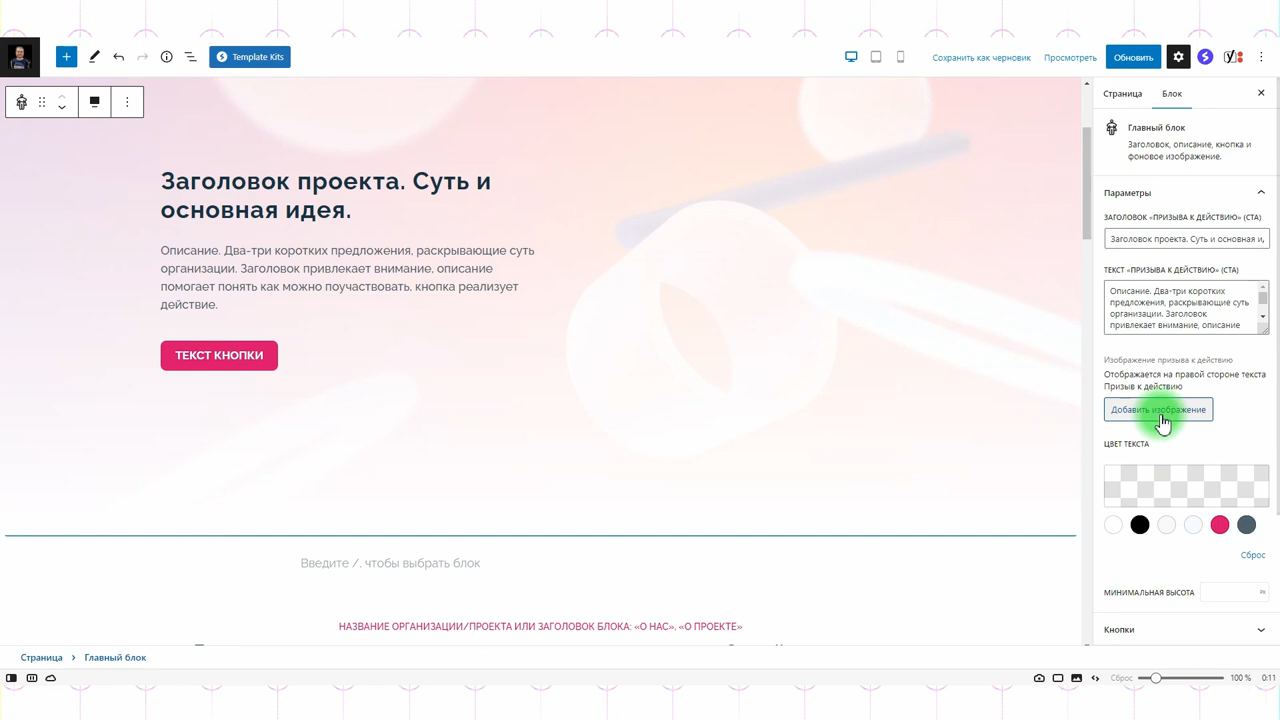 Template Kits
Сохранить как черновик
Просмотреть
Обновить
Страница
Блок
Главный блок
Заголовок, описание, кнопка и
фоновое изображение.
Параметры
ЗАГОЛОВОК «ПРИЗЫВА К ДЕЙСТВИЮ» (CTA)
Заголовок проекта. Суть и основная и,
ТЕКСТ «ПРИЗЫВА К ДЕЙСТВИЮ» (CTA)
Описание. Два-три коротких
предложения, раскрывающие суть
организации. Заголовок
привлекает внимание, описание
Изображение призыва к действию
Отображается на правой стороне текста
Призыв к действию
Добавить изображение
ЦВЕТ ТЕКСТА
Сброс
МИНИМАЛЬНАЯ ВЫСОТА
Кнопки
Заголовок проекта. Суть и
основная идея.
Описание. Два-три коротких предложения, раскрывающие суть
организации. Заголовок привлекает внимание, описание
помогает понять как можно поучаствовать, кнопка реализует
действие.
ТЕКСТ КНОПКИ
Введите /, чтобы выбрать блок
НАЗВАНИЕ ОРГАНИЗАЦИИ/ПРОЕКТА ИЛИ ЗАГОЛОВОК БЛОКА: «О НАС», «О ПРОЕКТЕ»
Страница > Главный блок
Сброс
100 %
0:11